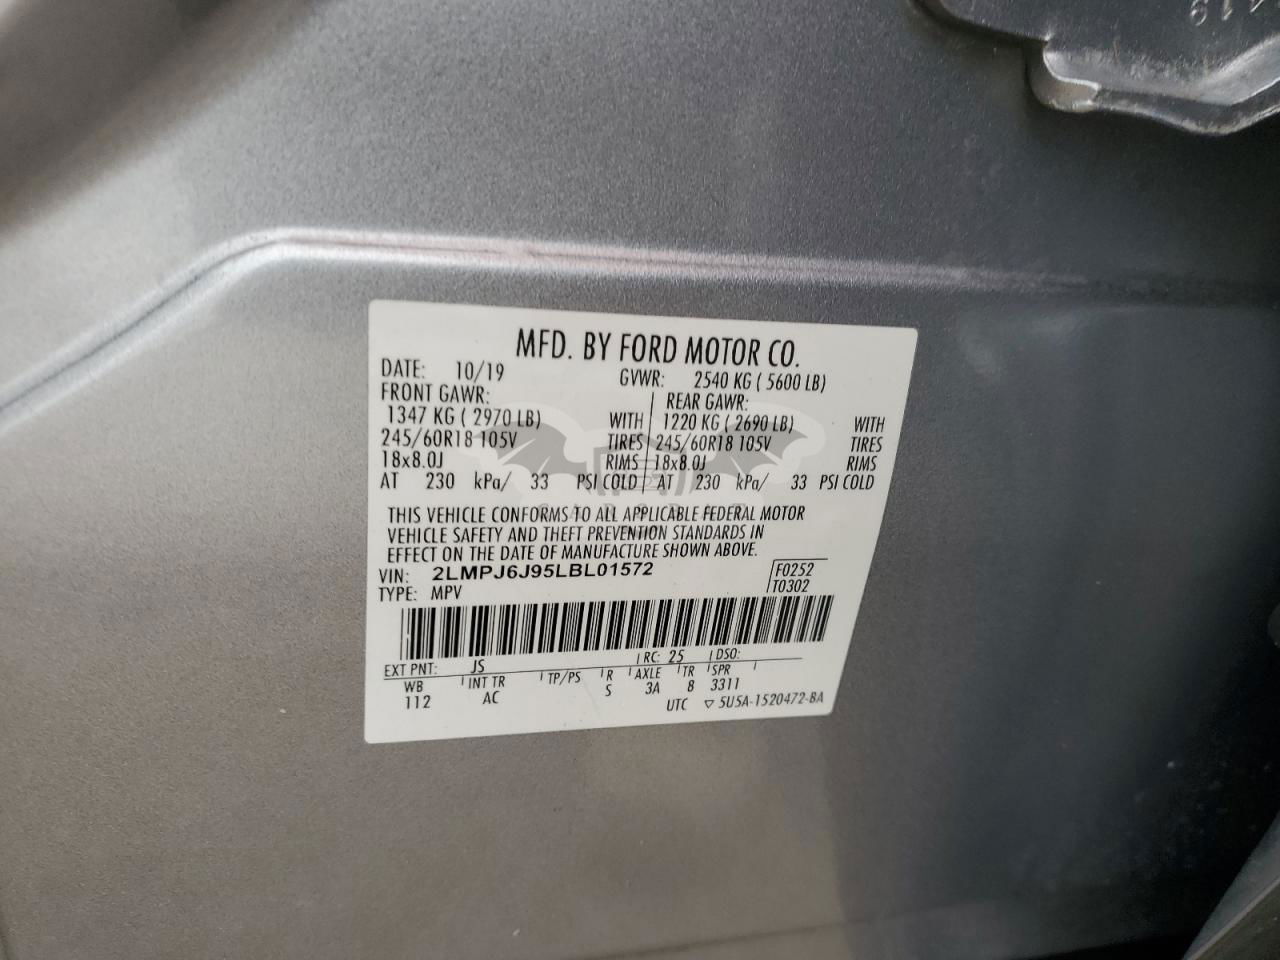 419
MFD. BY FORD MOTOR CO.
DATE: 10/19 GVWR: 2540 KG ( 5600 LB)
FRONT GAWR: REAR GAWR:
1347 KG ( 2970 LB) WITH 1220 KG ( 2690 LB) WITH
245/60R18 105V TIRES 245/60R18 105V TIRES
18x8.0J RIMS 18x8.0J RIMS
AT 230 kPa/ 33 PSI COLD AT 230 kPa/ 33 PSI COLD
THIS VEHICLE CONFORMS TO ALL APPLICABLE FEDERAL MOTOR
VEHICLE SAFETY AND THEFT PREVENTION STANDARDS IN
EFFECT ON THE DATE OF MANUFACTURE SHOWN ABOVE.
VIN: 2LMPJ6J95LBL01572 F0252
TYPE: MPV T0302
EXT PNT: JS RC: 25 DSO:
WB INT TR TP/PS R AXLE TR SPR
112 AC S 3A 8 3311
UTC ▽ 5U5A-1520472-BA